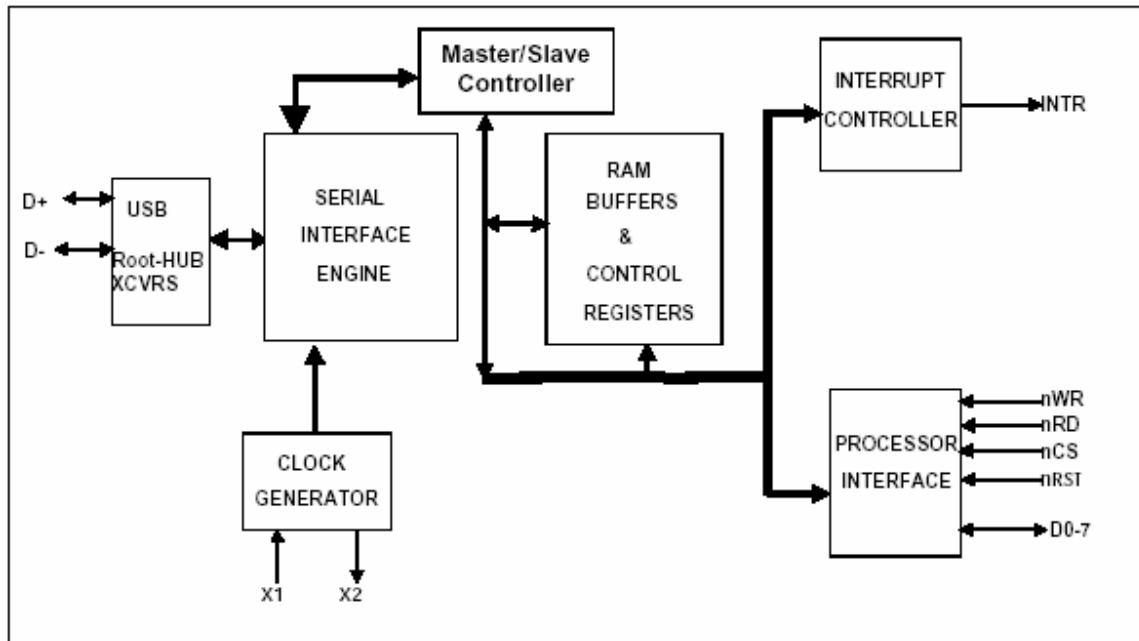 Master/Slave
Controller
INTERRUPT
CONTROLLER
INTR
D+
D-
USB
Root-HUB
XCVRS
SERIAL
INTERFACE
ENGINE
RAM
BUFFERS
&
CONTROL
REGISTERS
CLOCK
GENERATOR
X1
X2
PROCESSOR
INTERFACE
nWR
nRD
nCS
nRST
D0-7